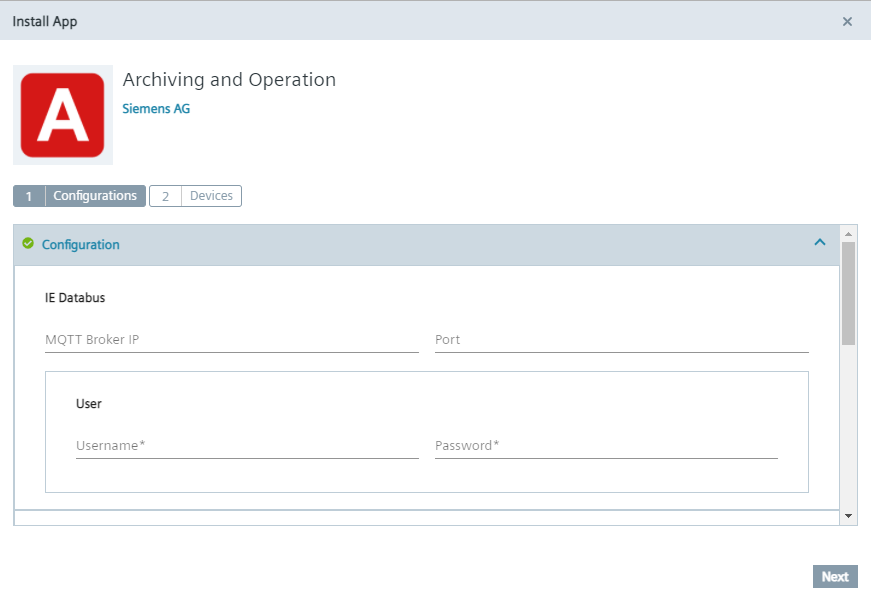 Install App
A
Archiving and Operation
Siemens AG
1 Configurations 2 Devices
Configuration
IE Databus
MQTT Broker IP Port
User
Username* Password*
Next